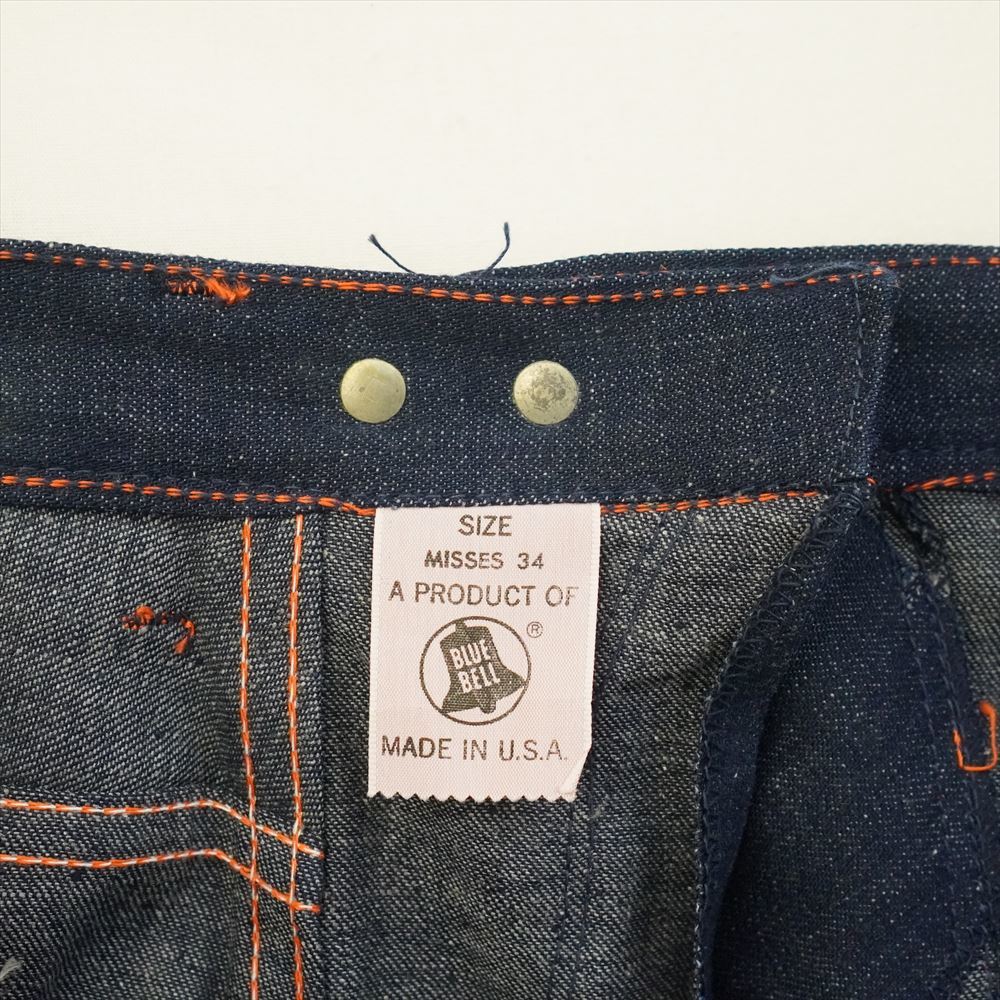 SIZE
MISSES 34
A PRODUCT OF
BLUE
BELL
®
MADE IN U.S.A.